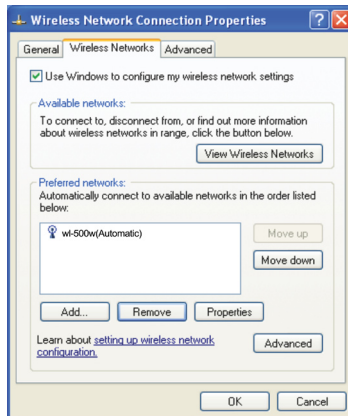 Wireless Network Connection Properties
General Wireless Networks Advanced
Use Windows to configure my wireless network settings
Available networks:
To connect to, disconnect from, or find out more information
about wireless networks in range, click the button below.
View Wireless Networks
Preferred networks:
Automatically connect to available networks in the order listed
below:
wl-500w(Automatic)
Move up
Move down
Add... Remove Properties
Learn about setting up wireless network
configuration.
Advanced
OK Cancel